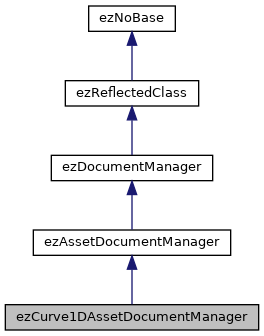 ezNoBase
ezReflectedClass
ezDocumentManager
ezAssetDocumentManager
ezCurve1DAssetDocumentManager